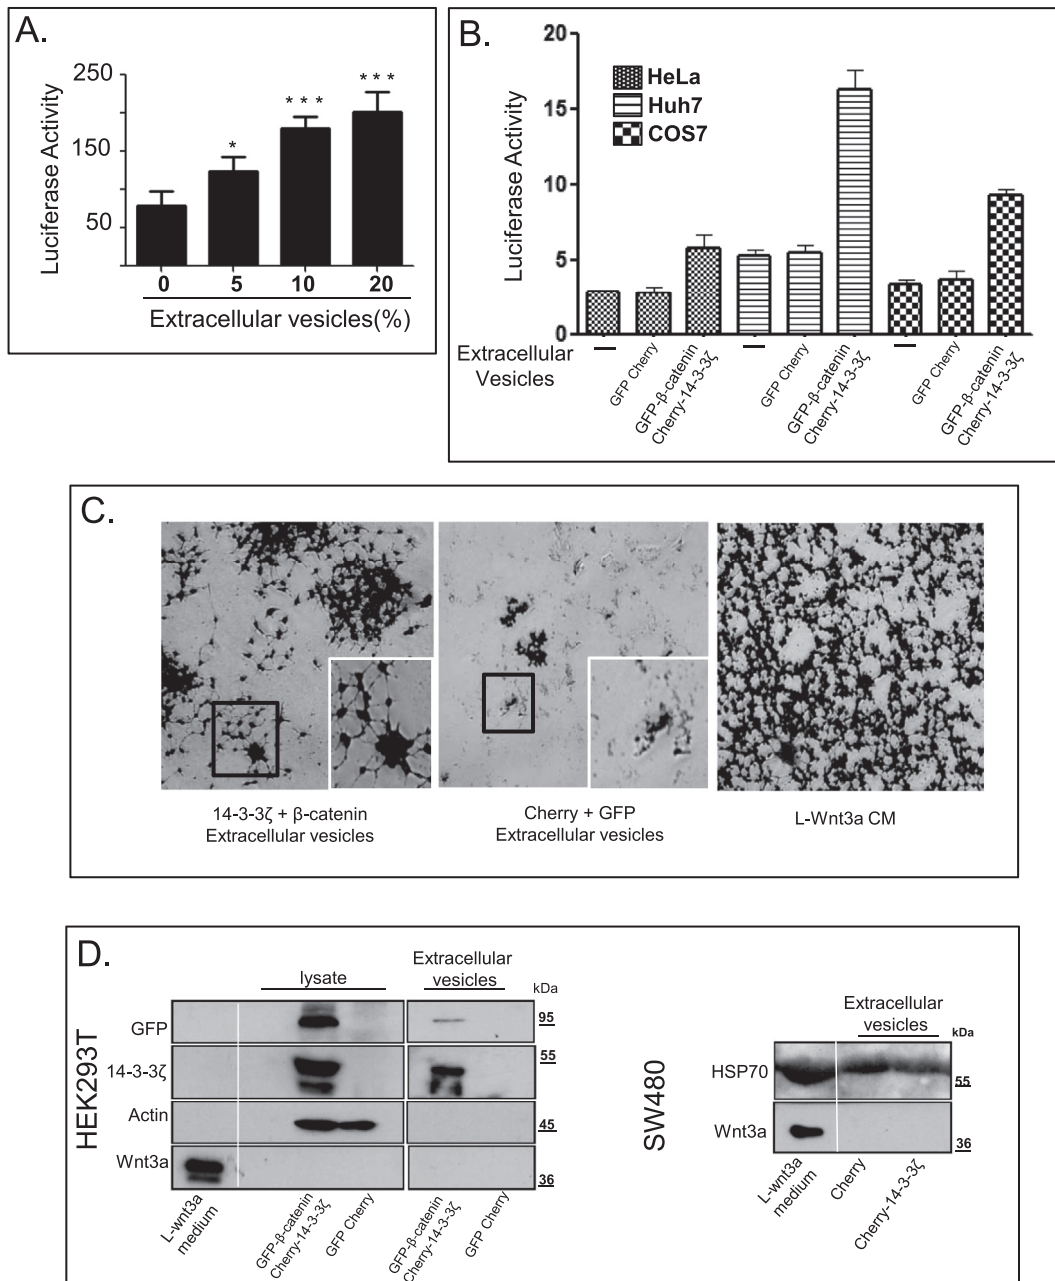 A.
Luciferase Activity
250
150
50
*
* * *
* * *
0 5 10 20
Extracellular vesicles(%)
B.
Luciferase Activity
20
15
10
5
0
HeLa
Huh7
COS7
Extracellular
Vesicles
—
GFP Cherry
GFP-β-catenin
Cherry-14-3-3ζ
—
GFP Cherry
GFP-β-catenin
Cherry-14-3-3ζ
—
GFP Cherry
GFP-β-catenin
Cherry-14-3-3ζ
C.
14-3-3ζ + β-catenin
Extracellular vesicles
Cherry + GFP
Extracellular vesicles
L-Wnt3a CM
D.
HEK293T
lysate
Extracellular
vesicles
kDa
GFP
95
14-3-3ζ
55
Actin
45
Wnt3a
36
L-wnt3a
medium
GFP-β-catenin
Cherry-14-3-3ζ
GFP Cherry
GFP-β-catenin
Cherry-14-3-3ζ
GFP Cherry
SW480
Extracellular
vesicles
kDa
HSP70
55
Wnt3a
36
L-wnt3a
medium
Cherry
Cherry-14-3-3ζ